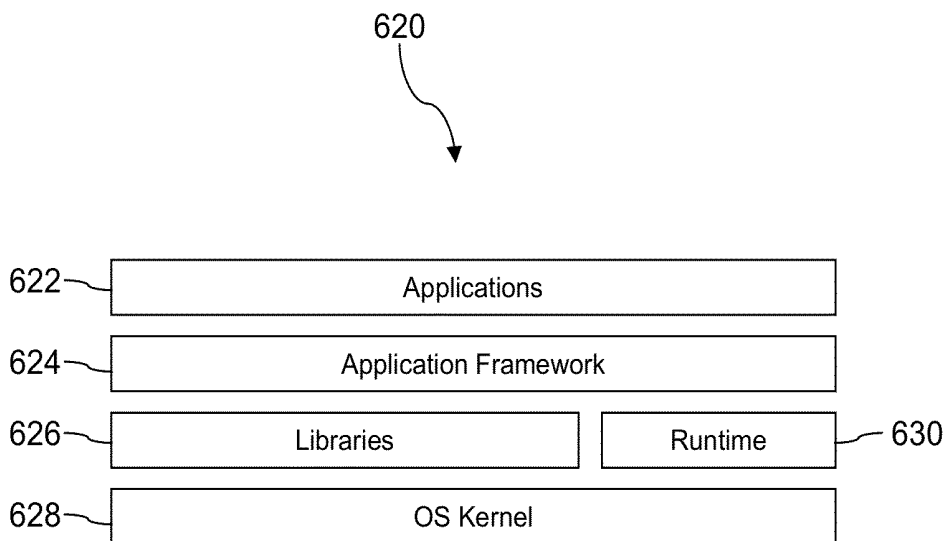 620
622 Applications
624 Application Framework
626 Libraries Runtime 630
628 OS Kernel